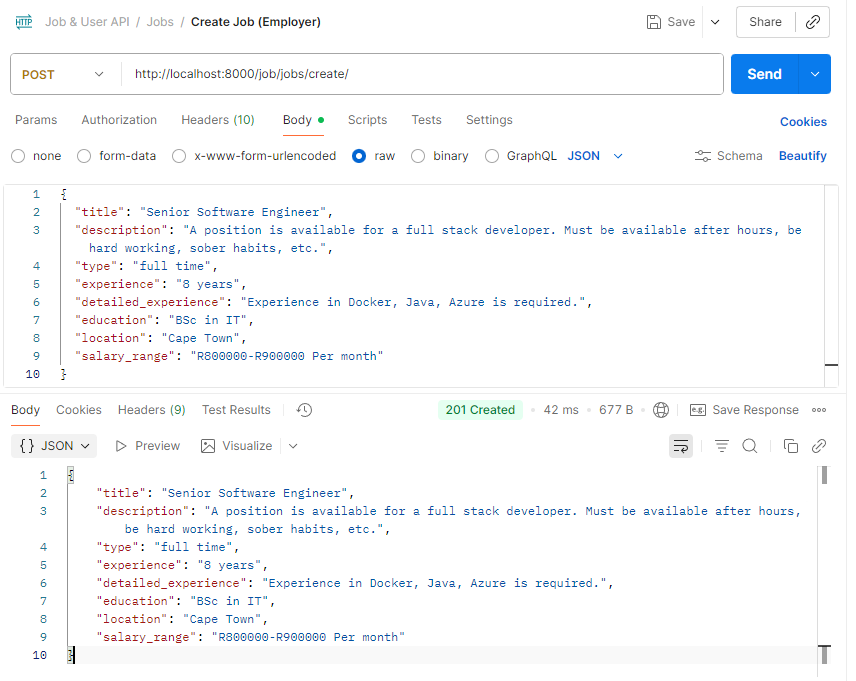 HTTP Job & User API / Jobs / Create Job (Employer) Save Share
POST http://localhost:8000/job/jobs/create/ Send
Params Authorization Headers (10) Body Scripts Tests Settings Cookies
none form-data x-www-form-urlencoded raw binary GraphQL JSON Schema Beautify
1 {
2 "title": "Senior Software Engineer",
3 "description": "A position is available for a full stack developer. Must be available after hours, be
hard working, sober habits, etc.",
4 "type": "full time",
5 "experience": "8 years",
6 "detailed_experience": "Experience in Docker, Java, Azure is required.",
7 "education": "BSc in IT",
8 "location": "Cape Town",
9 "salary_range": "R800000-R900000 Per month"
10 }
Body Cookies Headers (9) Test Results 201 Created 42 ms 677 B e.g. Save Response
{} JSON Preview Visualize
1 {
2 "title": "Senior Software Engineer",
3 "description": "A position is available for a full stack developer. Must be available after hours,
be hard working, sober habits, etc.",
4 "type": "full time",
5 "experience": "8 years",
6 "detailed_experience": "Experience in Docker, Java, Azure is required.",
7 "education": "BSc in IT",
8 "location": "Cape Town",
9 "salary_range": "R800000-R900000 Per month"
10 }